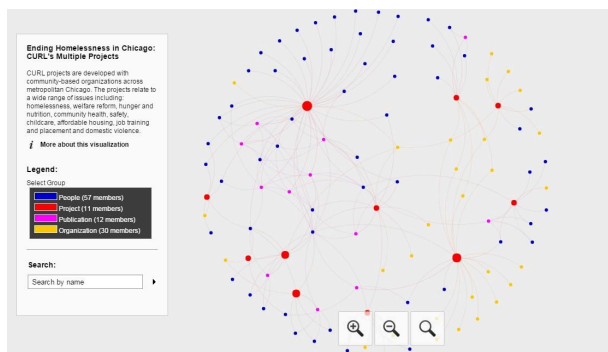 Ending Homelessness in Chicago:
CURL's Multiple Projects
CURL projects are developed with
community-based organizations across
metropolitan Chicago. The projects relate to
a wide range of issues including:
homelessness, welfare reform, hunger and
nutrition, community health, safety,
childcare, affordable housing, job training
and placement and domestic violence.
i More about this visualization
Legend:
Select Group
People (57 members)
Project (11 members)
Publication (12 members)
Organization (30 members)
Search:
Search by name